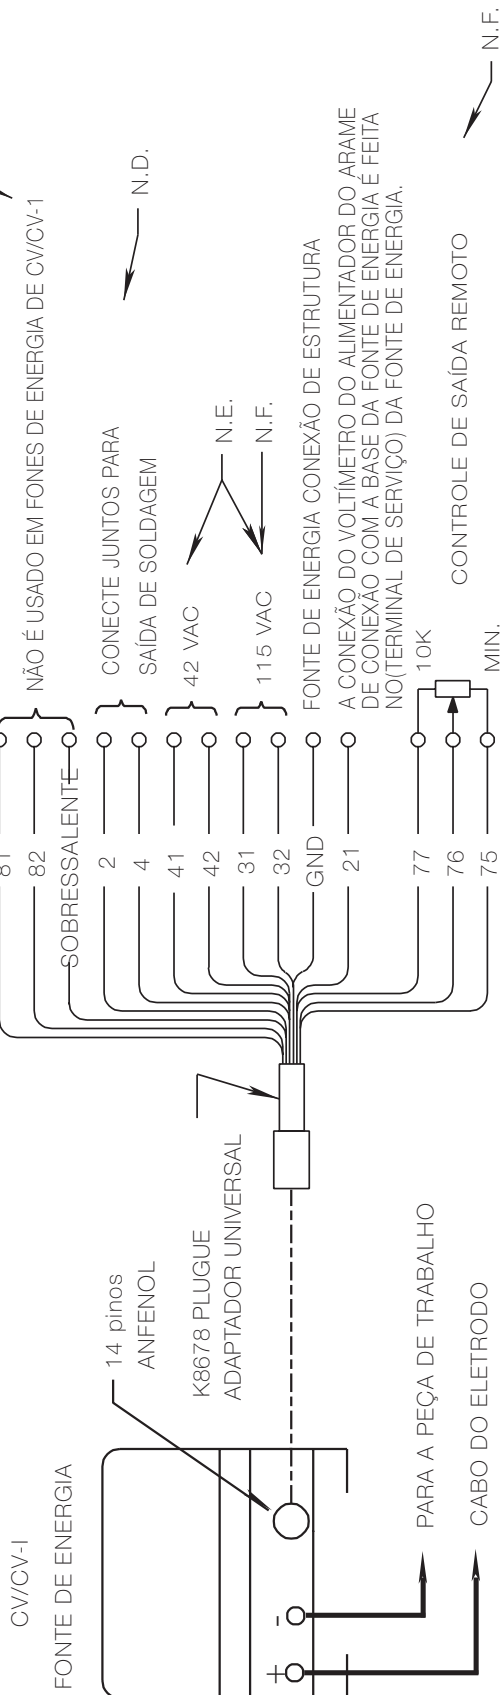 CV/CV-I
FONTE DE ENERGIA
14 pinos
ANFENOL
K8678 PLUGUE
ADAPTADOR UNIVERSAL
+
-
PARA A PEÇA DE TRABALHO
CABO DO ELETRODO
81
82
SOBRESSALENTE
2
4
41
42
31
32
GND
21
77
76
75
NÃO É USADO EM FONES DE ENERGIA DE CV/CV-1
CONECTE JUNTOS PARA
SAÍDA DE SOLDAGEM
N.D.
42 VAC
115 VAC
N.E.
N.F.
FONTE DE ENERGIA CONEXÃO DE ESTRUTURA
A CONEXÃO DO VOLTÍMETRO DO ALIMENTADOR DO ARAME
DE CONEXÃO COM A BASE DA FONTE DE ENERGIA É FEITA
NO(TERMINAL DE SERVIÇO) DA FONTE DE ENERGIA.
10K
CONTROLE DE SAÍDA REMOTO
MIN.
N.F.